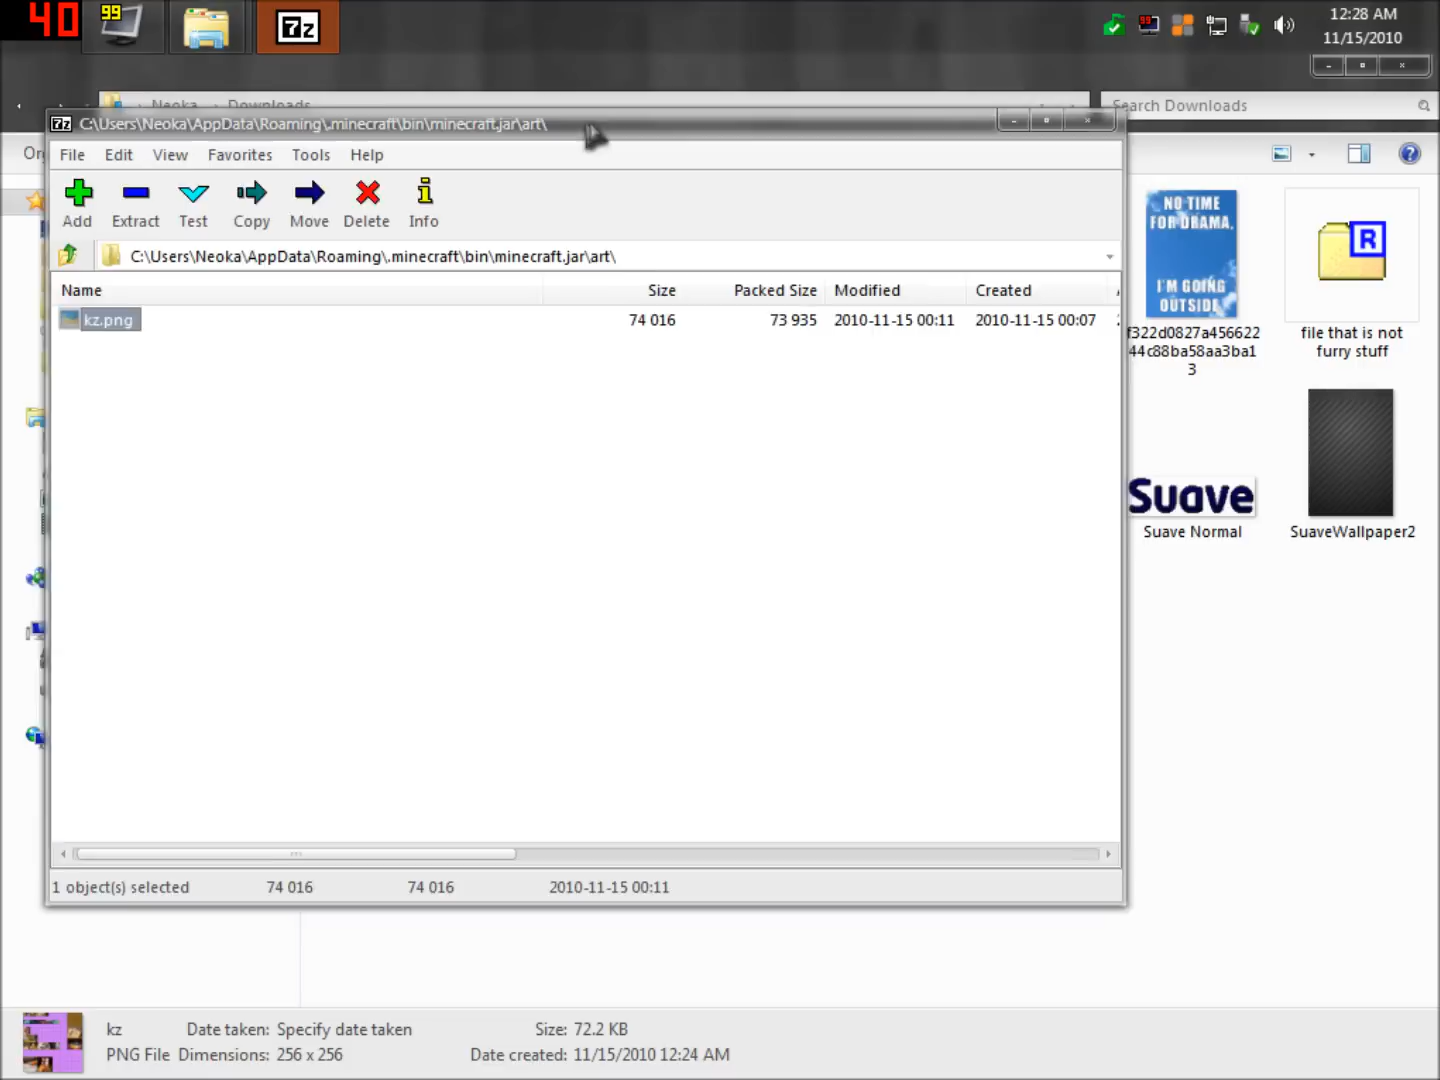 40
99
7z
12:28 AM
11/15/2010
Neoka
Downloads
Search Downloads
7z C:\Users\Neoka\AppData\Roaming\.minecraft\bin\minecraft.jar\art\
File Edit View Favorites Tools Help
Add Extract Test Copy Move Delete Info
C:\Users\Neoka\AppData\Roaming\.minecraft\bin\minecraft.jar\art\
Name Size Packed Size Modified Created
kz.png 74 016 73 935 2010-11-15 00:11 2010-11-15 00:07
1 object(s) selected 74 016 74 016 2010-11-15 00:11
NO TIME
FOR DRAMA.
I'M GOING
OUTSIDE
f322d0827a456622
44c88ba58aa3ba1
3
R
file that is not
furry stuff
Suave
Suave Normal
SuaveWallpaper2
kz Date taken: Specify date taken Size: 72.2 KB
PNG File Dimensions: 256 x 256 Date created: 11/15/2010 12:24 AM